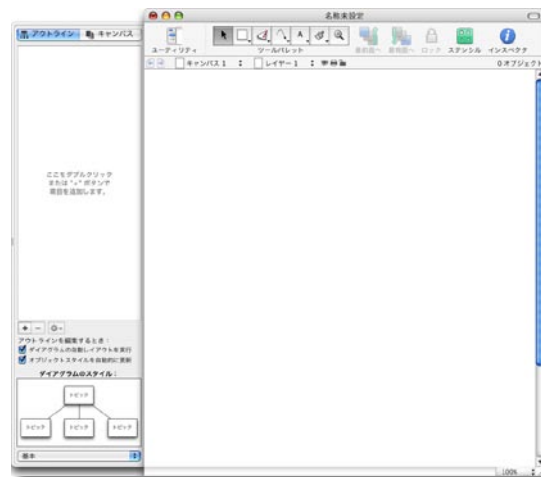 名称未設定
アウトライン
キャンバス
ユーティリティ
ツールパレット
最前面へ
最背面へ
ロック
ステンシル
インスペクタ
キャンバス 1
レイヤー 1
0 オブジェクト
ここをダブルクリック
または "+" ボタンで
項目を追加します。
アウトラインを編集するとき：
ダイアグラムの自動レイアウトを実行
オブジェクトスタイルを自動的に更新
ダイアグラムのスタイル：
トピック
トピック
トピック
トピック
基本
100%